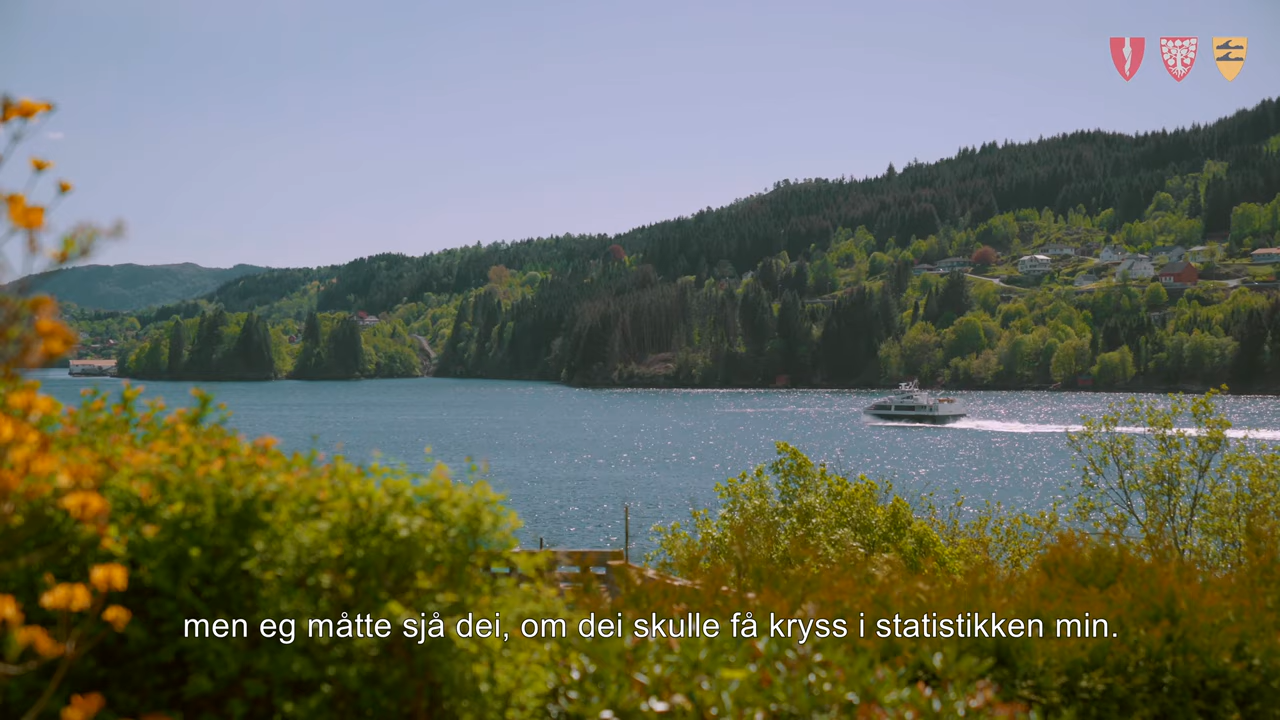 men eg måtte sjå dei, om dei skulle få kryss i statistikken min.